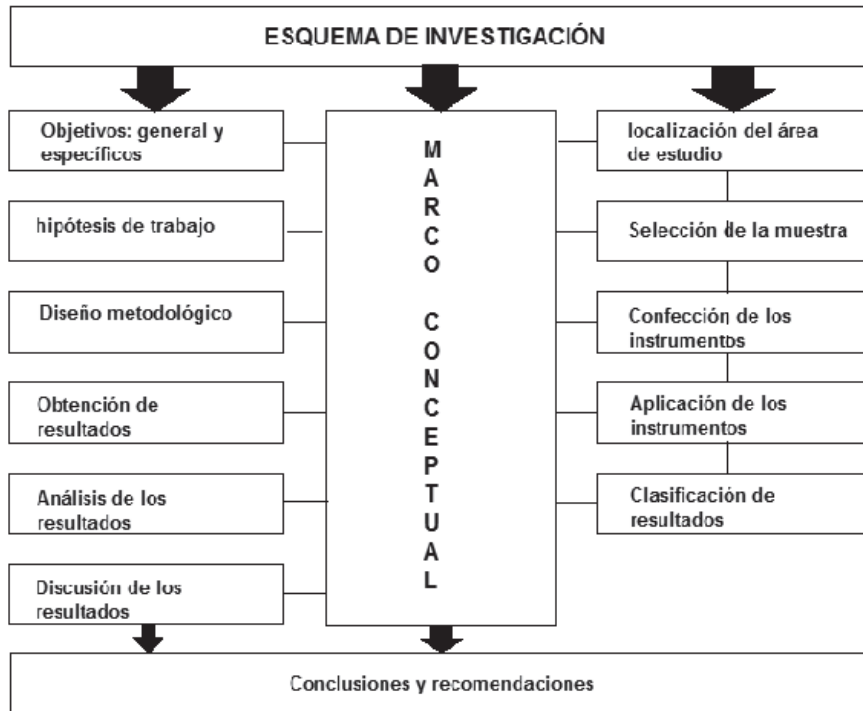 ESQUEMA DE INVESTIGACIÓN
Objetivos: general y
específicos
hipótesis de trabajo
Diseño metodológico
Obtención de
resultados
Análisis de los
resultados
Discusión de los
resultados
MARCO CONCEPTUAL
localización del área
de estudio
Selección de la muestra
Confección de los
instrumentos
Aplicación de los
instrumentos
Clasificación de
resultados
Conclusiones y recomendaciones